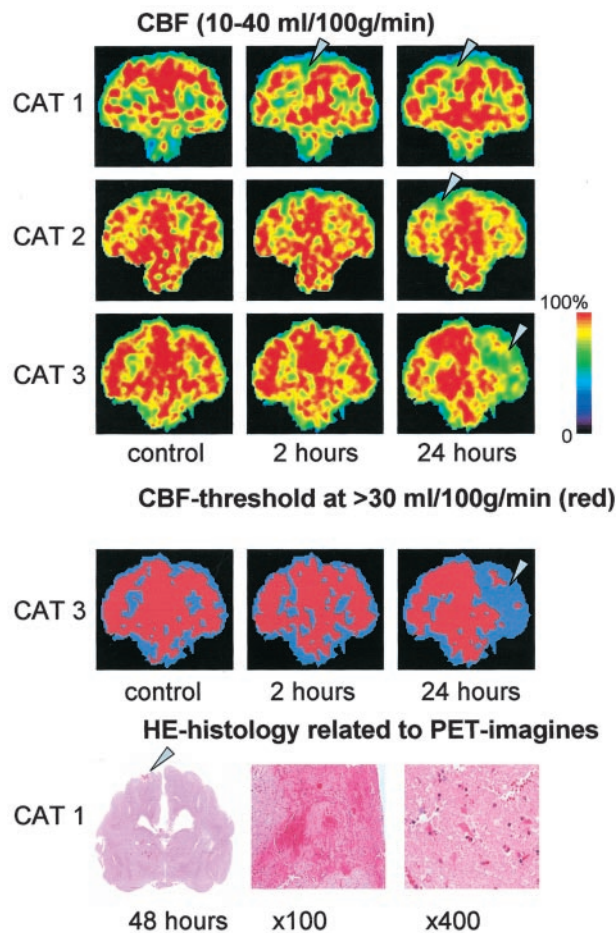 CBF (10-40 ml/100g/min)
CAT 1
CAT 2
100%
CAT 3
0
control 2 hours 24 hours
CBF-threshold at >30 ml/100g/min (red)
CAT 3
control 2 hours 24 hours
HE-histology related to PET-imagines
CAT 1
48 hours x100 x400